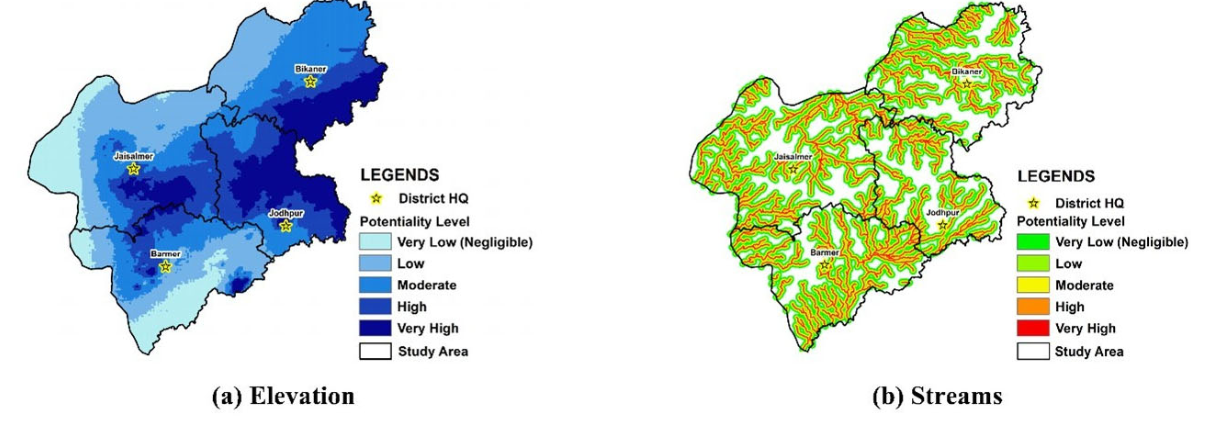 Bikaner
Jaisalmer
Jodhpur
Barmer
LEGENDS
District HQ
Potentiality Level
Very Low (Negligible)
Low
Moderate
High
Very High
Study Area
(a) Elevation
Bikaner
Jaisalmer
Jodhpur
Barmer
LEGENDS
District HQ
Potentiality Level
Very Low (Negligible)
Low
Moderate
High
Very High
Study Area
(b) Streams